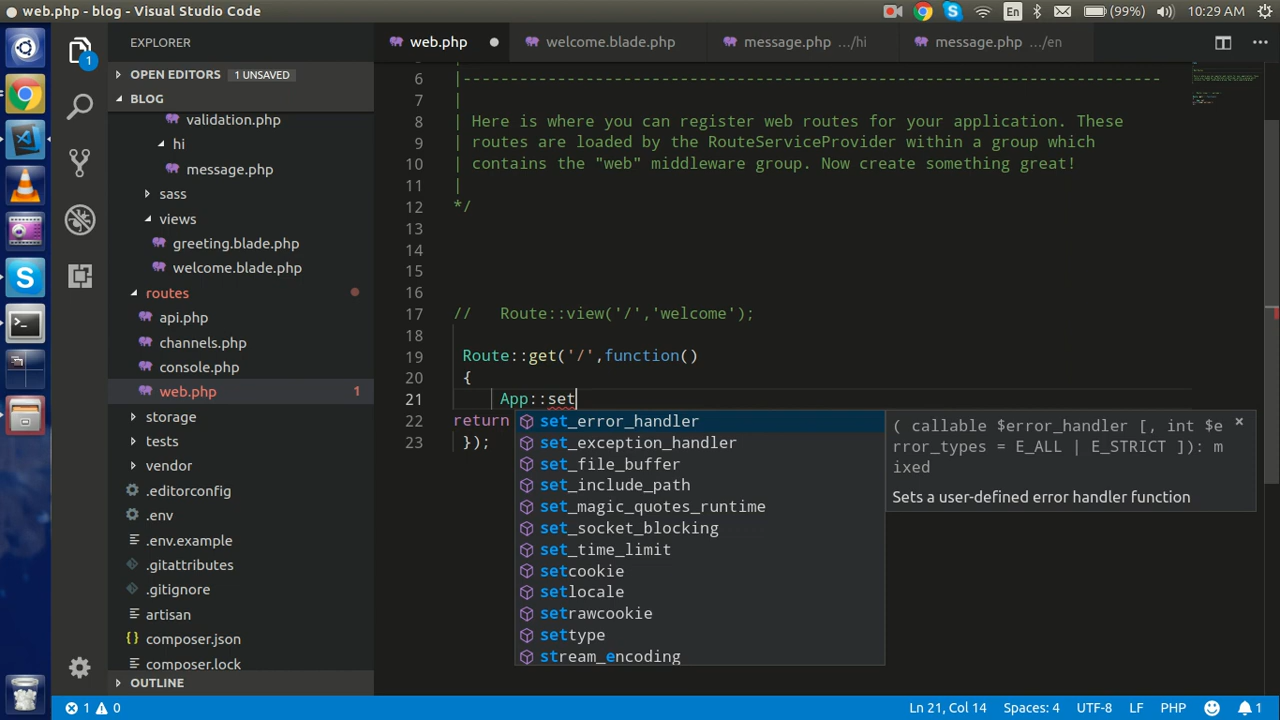 web.php - blog - Visual Studio Code
En
(99%)
10:29 AM
1
EXPLORER
OPEN EDITORS
1 UNSAVED
BLOG
validation.php
hi
message.php
sass
views
greeting.blade.php
welcome.blade.php
routes
api.php
channels.php
console.php
web.php
1
storage
tests
vendor
.editorconfig
.env
.env.example
.gitattributes
.gitignore
artisan
composer.json
composer.lock
OUTLINE
web.php
welcome.blade.php
message.php .../hi
message.php .../en
6 |--------------------------------------------------------------------------
7 |
8 | Here is where you can register web routes for your application. These
9 | routes are loaded by the RouteServiceProvider within a group which
10 | contains the "web" middleware group. Now create something great!
11 |
12 */
13
14
15
16
17 //   Route::view('/','welcome');
18
19 Route::get('/',function()
20 {
21 App::set
22 return
23 });
set_error_handler
set_exception_handler
set_file_buffer
set_include_path
set_magic_quotes_runtime
set_socket_blocking
set_time_limit
setcookie
setlocale
setrawcookie
settype
stream_encoding
( callable $error_handler [, int $e
rror_types = E_ALL | E_STRICT ]): m
ixed
Sets a user-defined error handler function
1
0
Ln 21, Col 14
Spaces: 4
UTF-8
LF
PHP
1